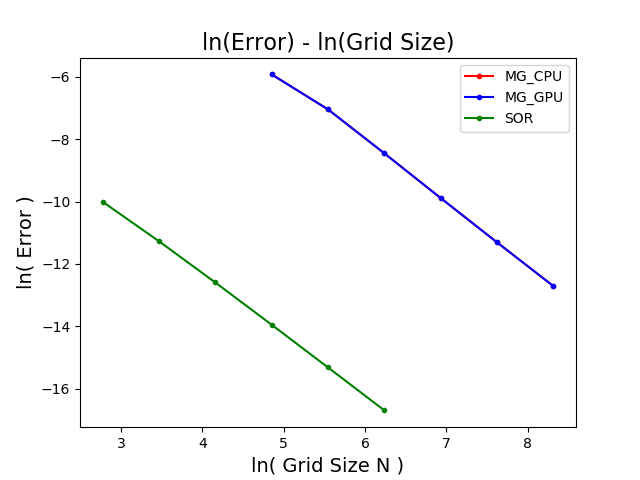 ln(Error) - ln(Grid Size)
MG_CPU
MG_GPU
SOR
−6
−8
−10
−12
−14
−16
ln( Error )
3 4 5 6 7 8
ln( Grid Size N )